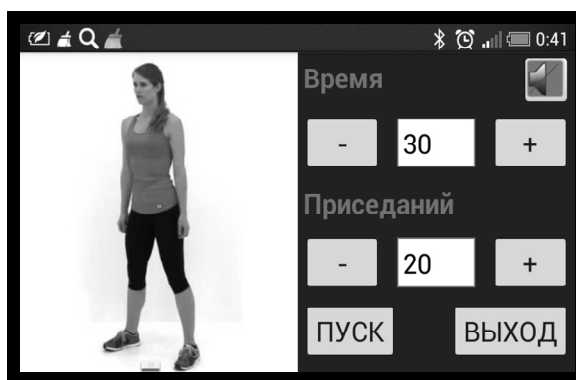 0:41
Время
- 30 +
Приседаний
- 20 +
ПУСК ВЫХОД